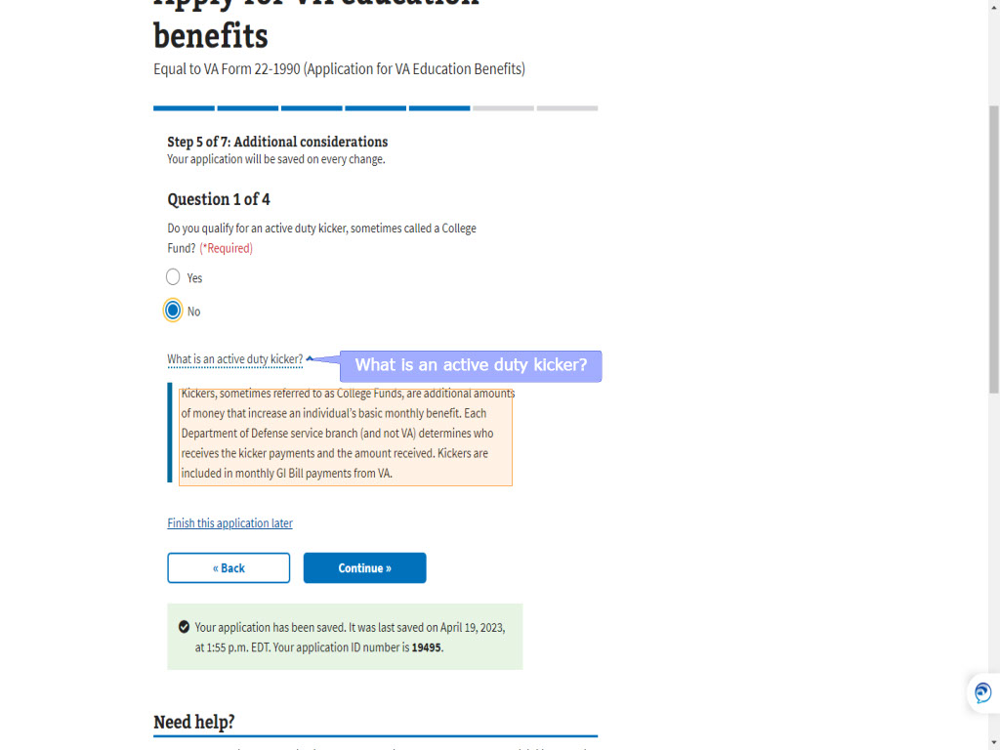 Apply for VA education
benefits
Equal to VA Form 22-1990 (Application for VA Education Benefits)
Step 5 of 7: Additional considerations
Your application will be saved on every change.
Question 1 of 4
Do you qualify for an active duty kicker, sometimes called a College
Fund? (*Required)
Yes
No
What is an active duty kicker?
What is an active duty kicker?
Kickers, sometimes referred to as College Funds, are additional amounts
of money that increase an individual's basic monthly benefit. Each
Department of Defense service branch (and not VA) determines who
receives the kicker payments and the amount received. Kickers are
included in monthly GI Bill payments from VA.
Finish this application later
« Back
Continue »
Your application has been saved. It was last saved on April 19, 2023,
at 1:55 p.m. EDT. Your application ID number is 19495.
Need help?